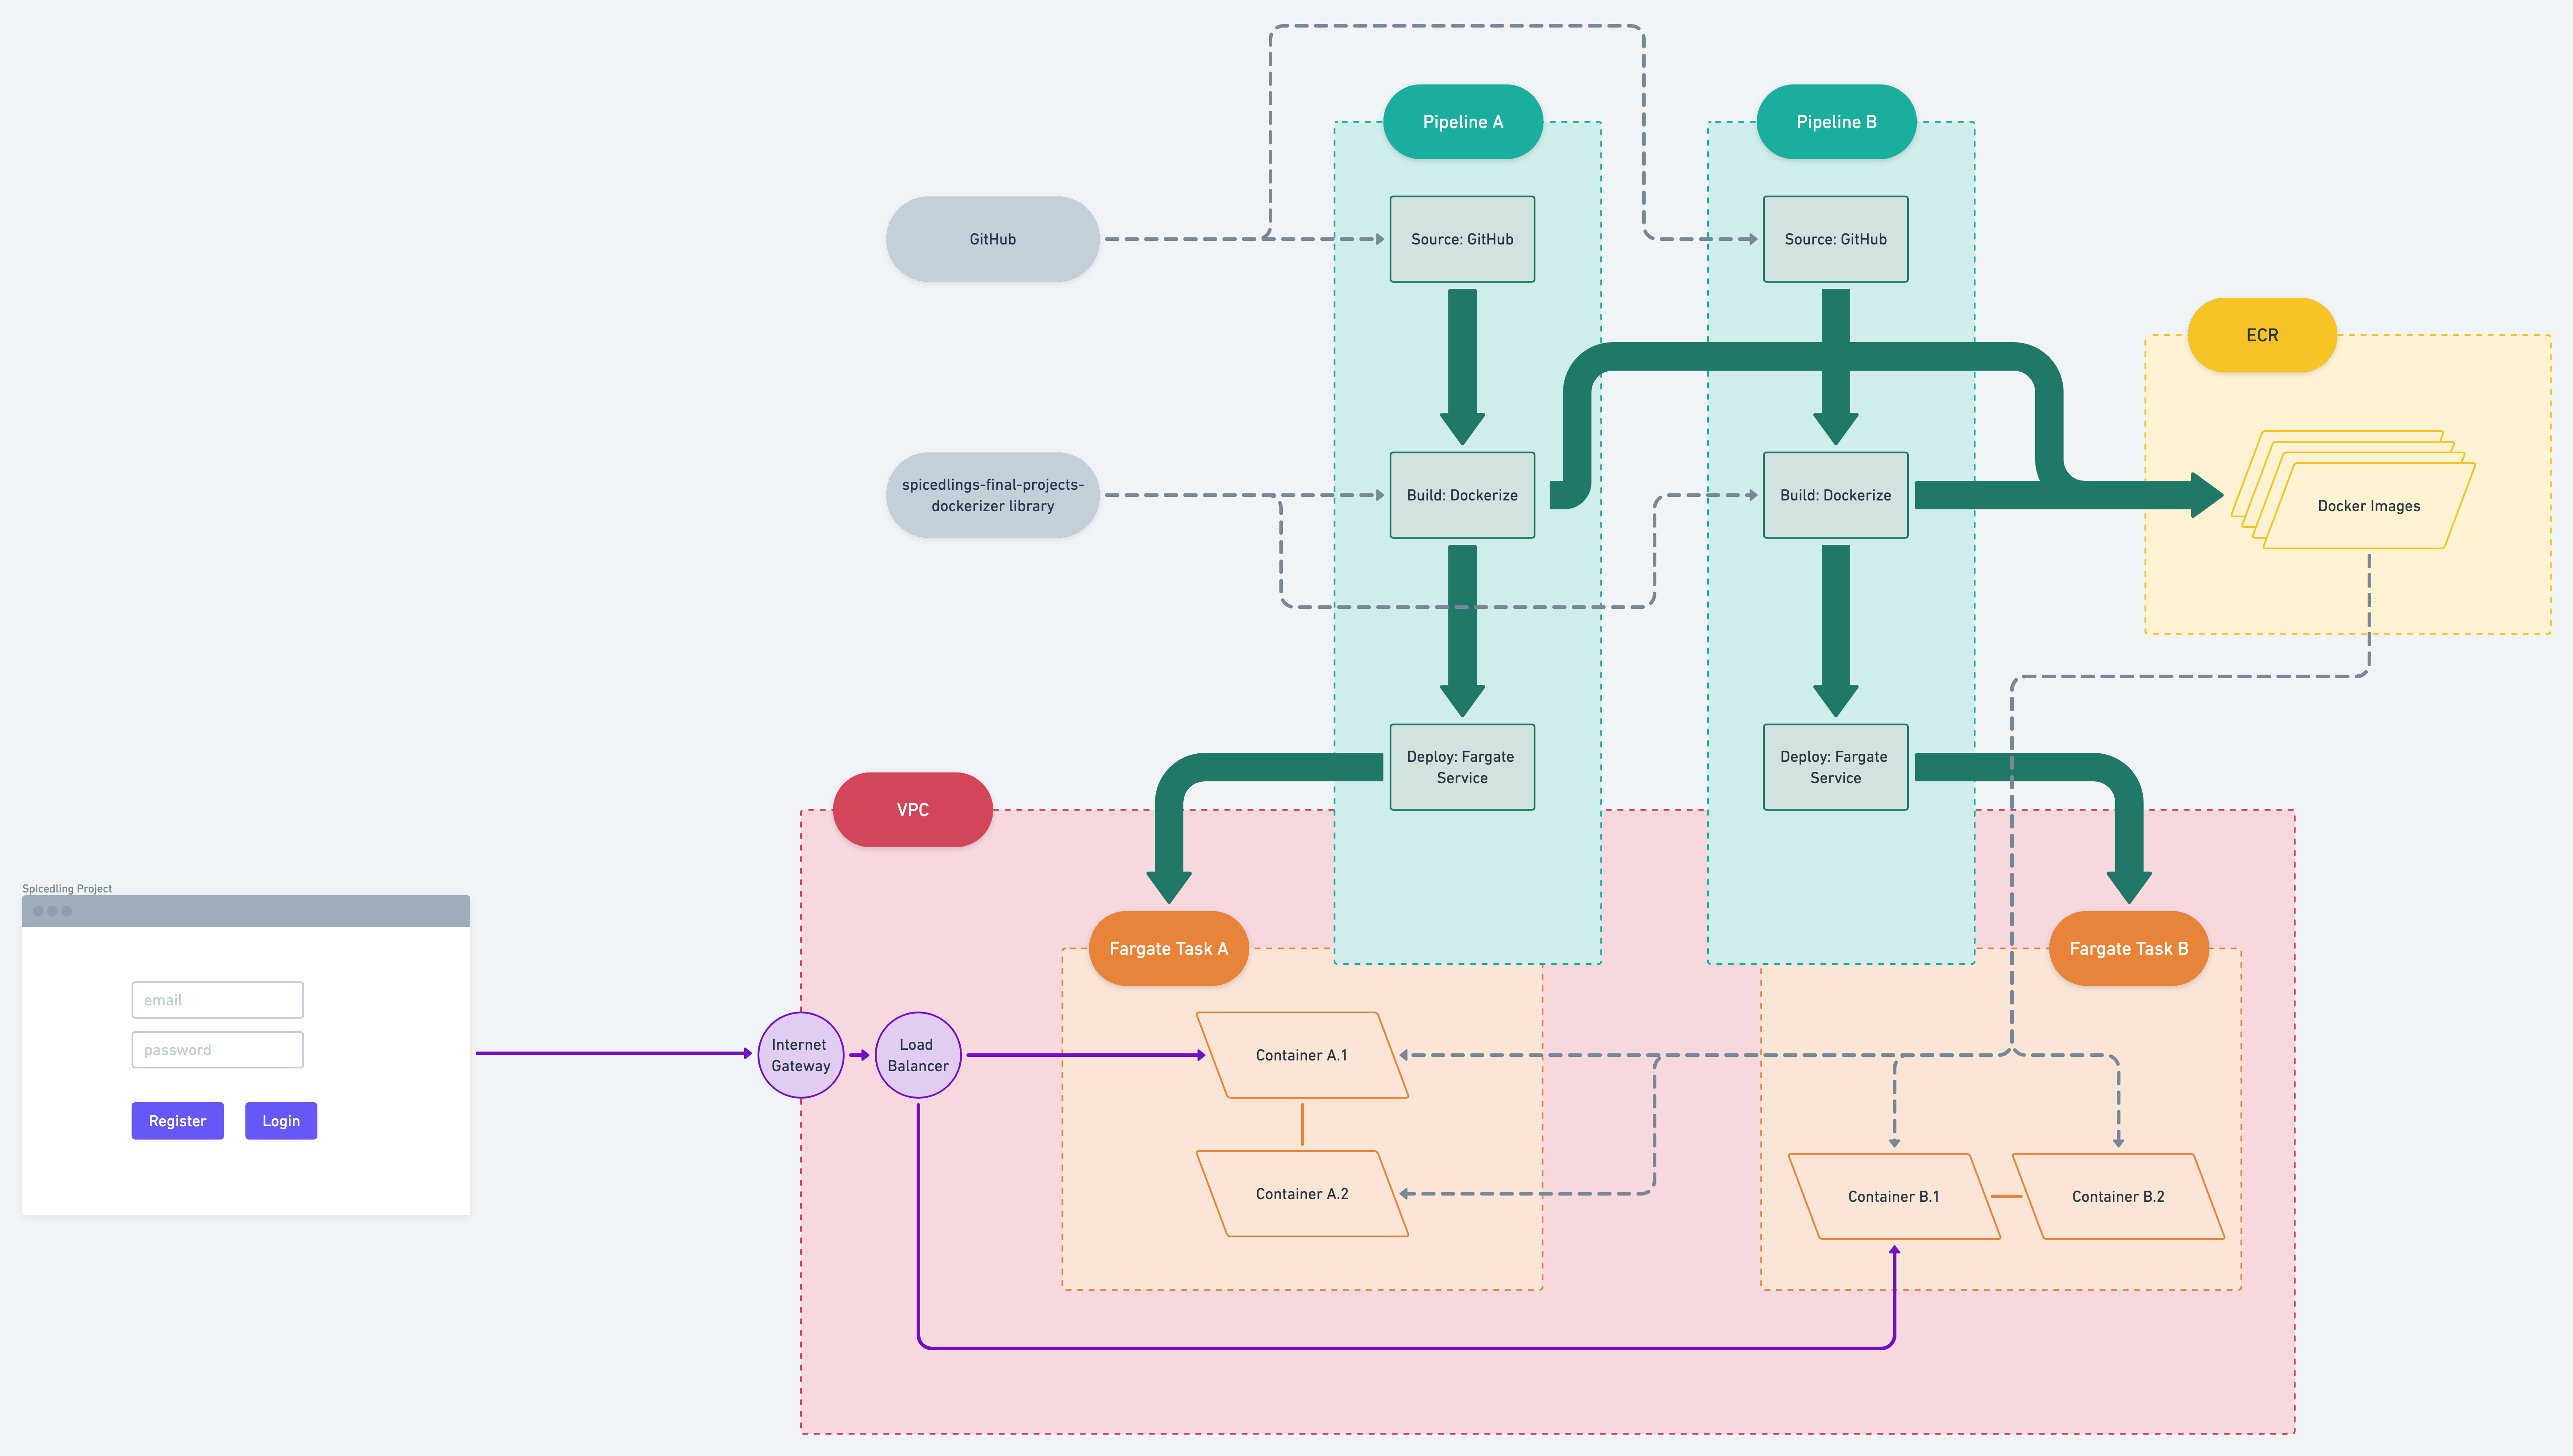 Pipeline A
Pipeline B
GitHub
Source: GitHub
Source: GitHub
ECR
spicedlings-final-projects-
dockerizer library
Build: Dockerize
Build: Dockerize
Docker Images
Deploy: Fargate
Service
Deploy: Fargate
Service
VPC
Spicedling Project
email
password
Register
Login
Fargate Task A
Fargate Task B
Internet
Gateway
Load
Balancer
Container A.1
Container A.2
Container B.1
Container B.2